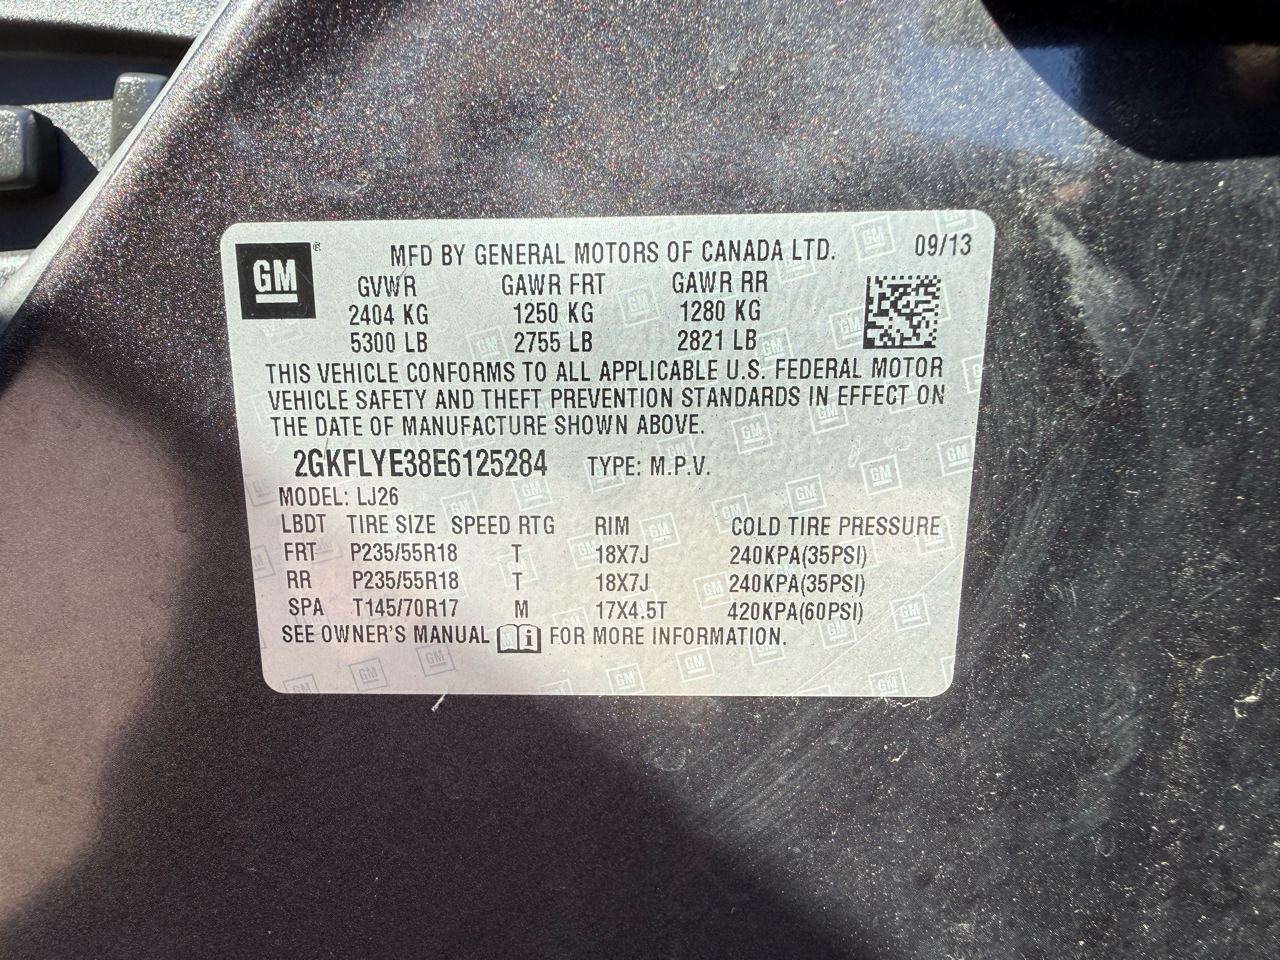 GM ® MFD BY GENERAL MOTORS OF CANADA LTD. 09/13
GVWR GAWR FRT GAWR RR
2404 KG 1250 KG 1280 KG
5300 LB 2755 LB 2821 LB
THIS VEHICLE CONFORMS TO ALL APPLICABLE U.S. FEDERAL MOTOR
VEHICLE SAFETY AND THEFT PREVENTION STANDARDS IN EFFECT ON
THE DATE OF MANUFACTURE SHOWN ABOVE.
2GKFLYE38E6125284 TYPE: M.P.V.
MODEL: LJ26
LBDT TIRE SIZE SPEED RTG RIM COLD TIRE PRESSURE
FRT P235/55R18 T 18X7J 240KPA(35PSI)
RR P235/55R18 T 18X7J 240KPA(35PSI)
SPA T145/70R17 M 17X4.5T 420KPA(60PSI)
SEE OWNER'S MANUAL i FOR MORE INFORMATION.